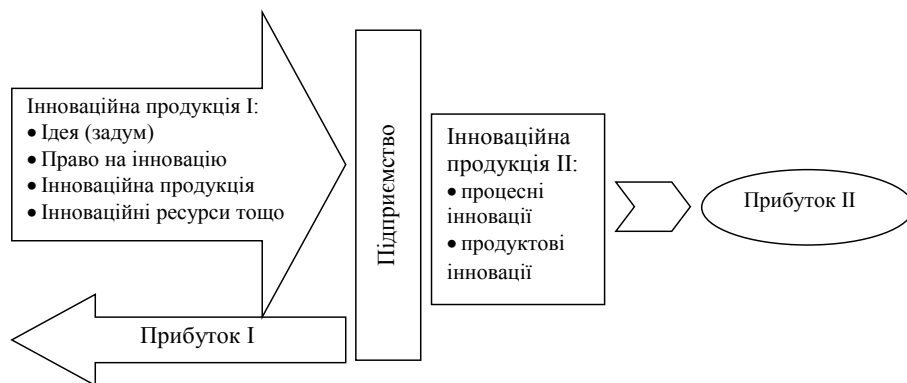 Інноваційна продукція І:
• Ідея (задум)
• Право на інновацію
• Інноваційна продукція
• Інноваційні ресурси тощо
Прибуток І
Підприємство
Інноваційна
продукція ІІ:
• процесні
інновації
• продуктові
інновації
Прибуток ІІ